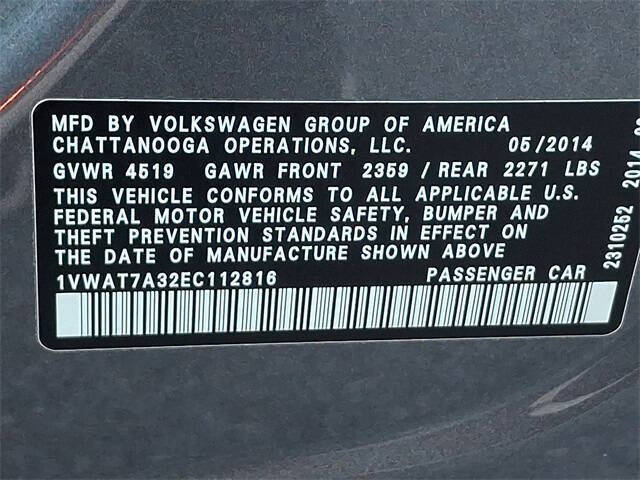 MFD BY VOLKSWAGEN GROUP OF AMERICA
CHATTANOOGA OPERATIONS, LLC. 05/2014
GVWR 4519 GAWR FRONT 2359 / REAR 2271 LBS
THIS VEHICLE CONFORMS TO ALL APPLICABLE U.S.
FEDERAL MOTOR VEHICLE SAFETY, BUMPER AND
THEFT PREVENTION STANDARDS IN EFFECT ON
THE DATE OF MANUFACTURE SHOWN ABOVE
1VWAT7A32EC112816 PASSENGER CAR
2310252 2014